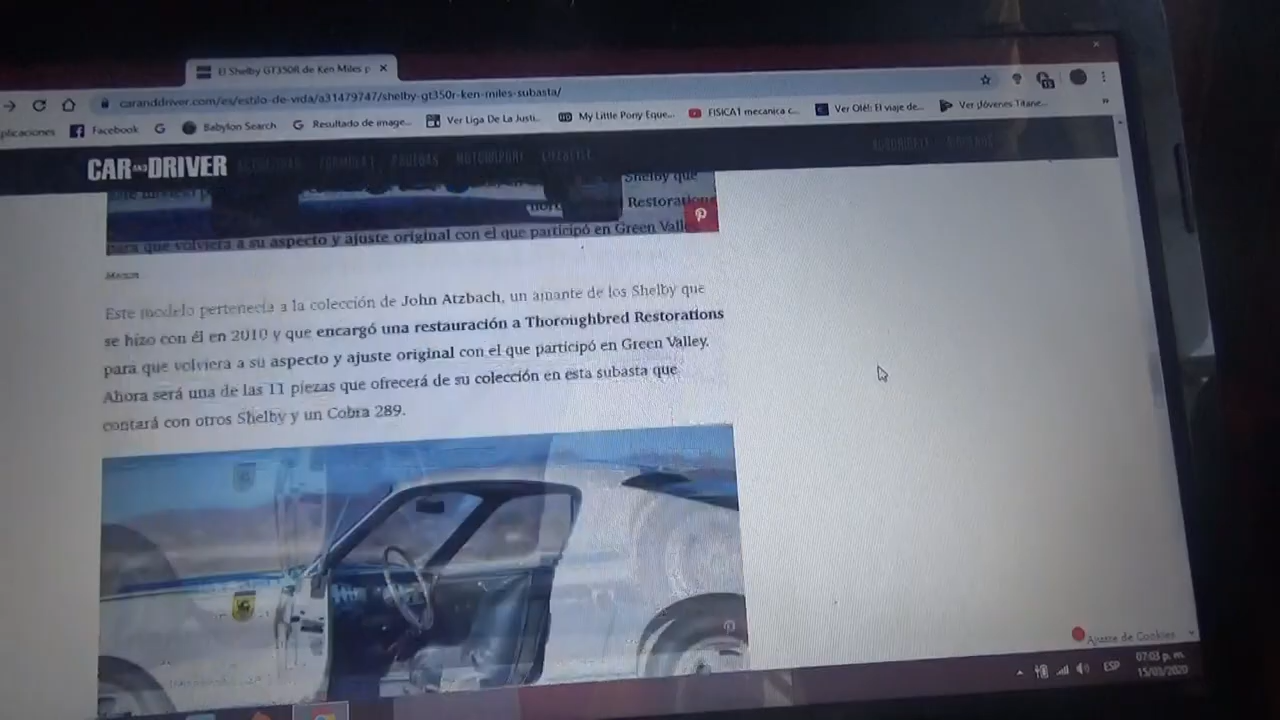 El Shelby GT350R de Ken Miles p
caranddriver.com/es/estilo-de-vida/a31479747/shelby-gt350r-ken-miles-subasta/
plicaciones Facebook Babylon Search Resultado de image... Ver Liga De La Justi... My Little Pony Eque... FISICA1 mecanica c... Ver Olé!: El viaje de... Ver ¡Jóvenes Titane...
CAR AND DRIVER FORMULA 1 PRUEBAS MOTORSPORT
Shelby que
Restorations
para que volviera a su aspecto y ajuste original con el que participó en Green Vall
Mecum
Este modelo pertenecía a la colección de John Atzbach, un amante de los Shelby que
se hizo con él en 2010 y que encargó una restauración a Thoroughbred Restorations
para que volviera a su aspecto y ajuste original con el que participó en Green Valley.
Ahora será una de las 11 piezas que ofrecerá de su colección en esta subasta que
contará con otros Shelby y un Cobra 289.
Ajuste de Cookies
ESP
07:03 p. m.
15/03/2020